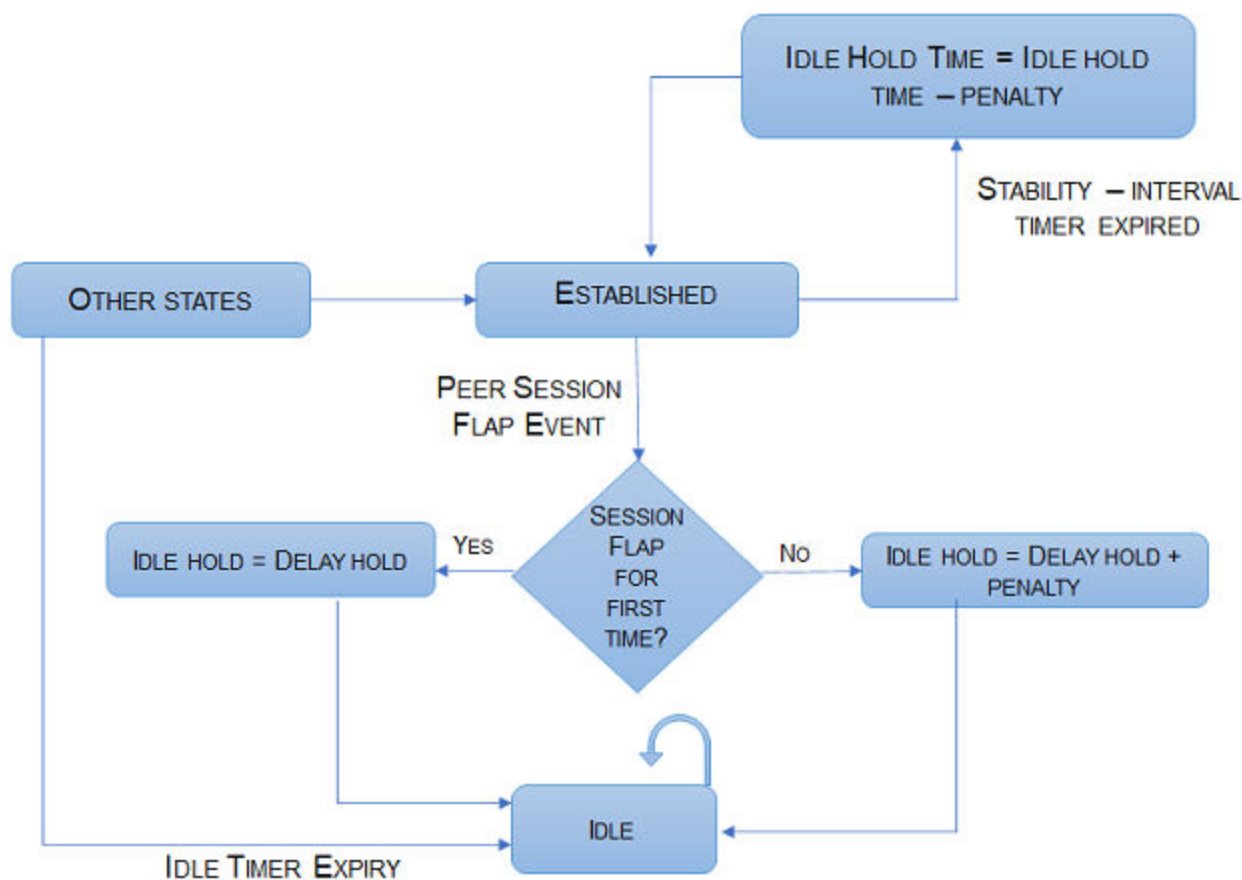 IDLE HOLD TIME = IDLE HOLD
TIME – PENALTY
STABILITY – INTERVAL
TIMER EXPIRED
OTHER STATES
ESTABLISHED
PEER SESSION
FLAP EVENT
SESSION
FLAP
FOR
FIRST
TIME?
YES
NO
IDLE HOLD = DELAY HOLD
IDLE HOLD = DELAY HOLD +
PENALTY
IDLE
IDLE TIMER EXPIRY